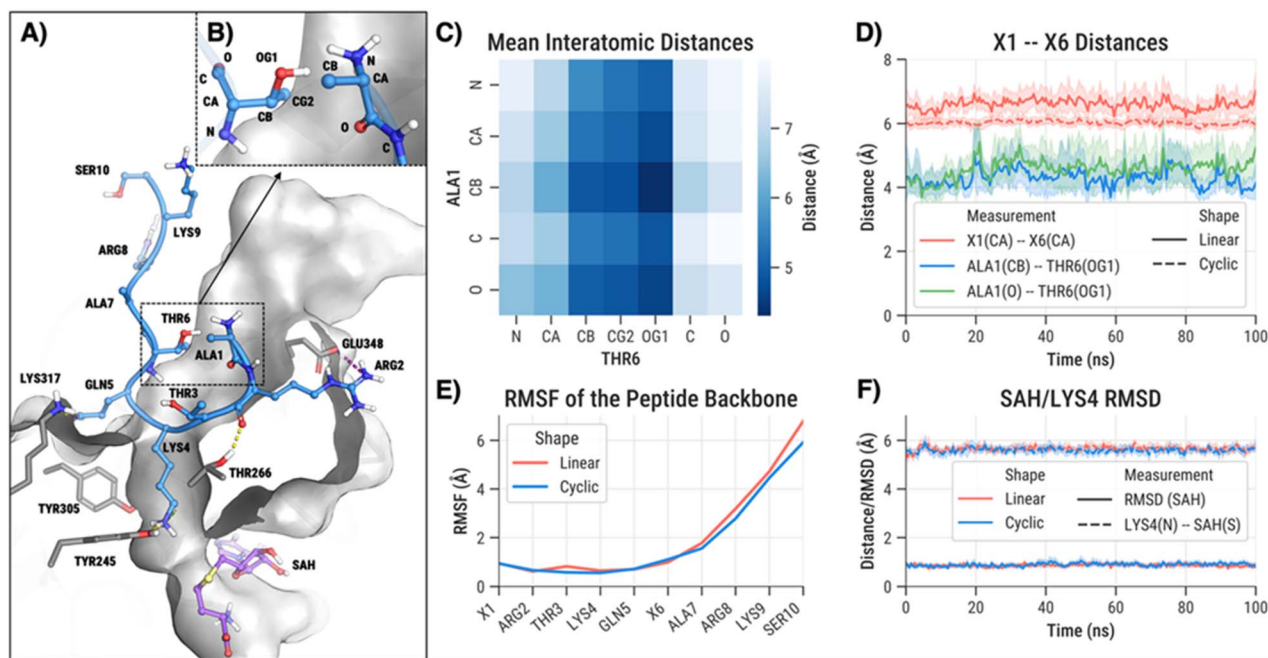 A)
B)
O
C
CA
N
OG1
CB
CG2
CB
N
CA
O
C
SER10
LYS9
ARG8
ALA7
THR6
ALA1
GLU348
ARG2
LYS317
GLN5
THR3
LYS4
THR266
TYR305
TYR245
SAH
C)
Mean Interatomic Distances
ALA1
N
CA
CB
C
O
N CA CB CG2 OG1 C O
THR6
7
6
5
Distance (Å)
D)
X1 -- X6 Distances
Distance (Å)
8
6
4
2
0
Measurement
X1(CA) -- X6(CA)
ALA1(CB) -- THR6(OG1)
ALA1(O) -- THR6(OG1)
Shape
Linear
Cyclic
0 20 40 60 80 100
Time (ns)
E)
RMSF of the Peptide Backbone
RMSF (Å)
6
4
2
0
Shape
Linear
Cyclic
X1 ARG2 THR3 LYS4 GLN5 X6 ALA7 ARG8 LYS9 SER10
F)
SAH/LYS4 RMSD
Distance/RMSD (Å)
6
4
2
0
Shape
Linear
Cyclic
Measurement
RMSD (SAH)
LYS4(N) -- SAH(S)
0 20 40 60 80 100
Time (ns)